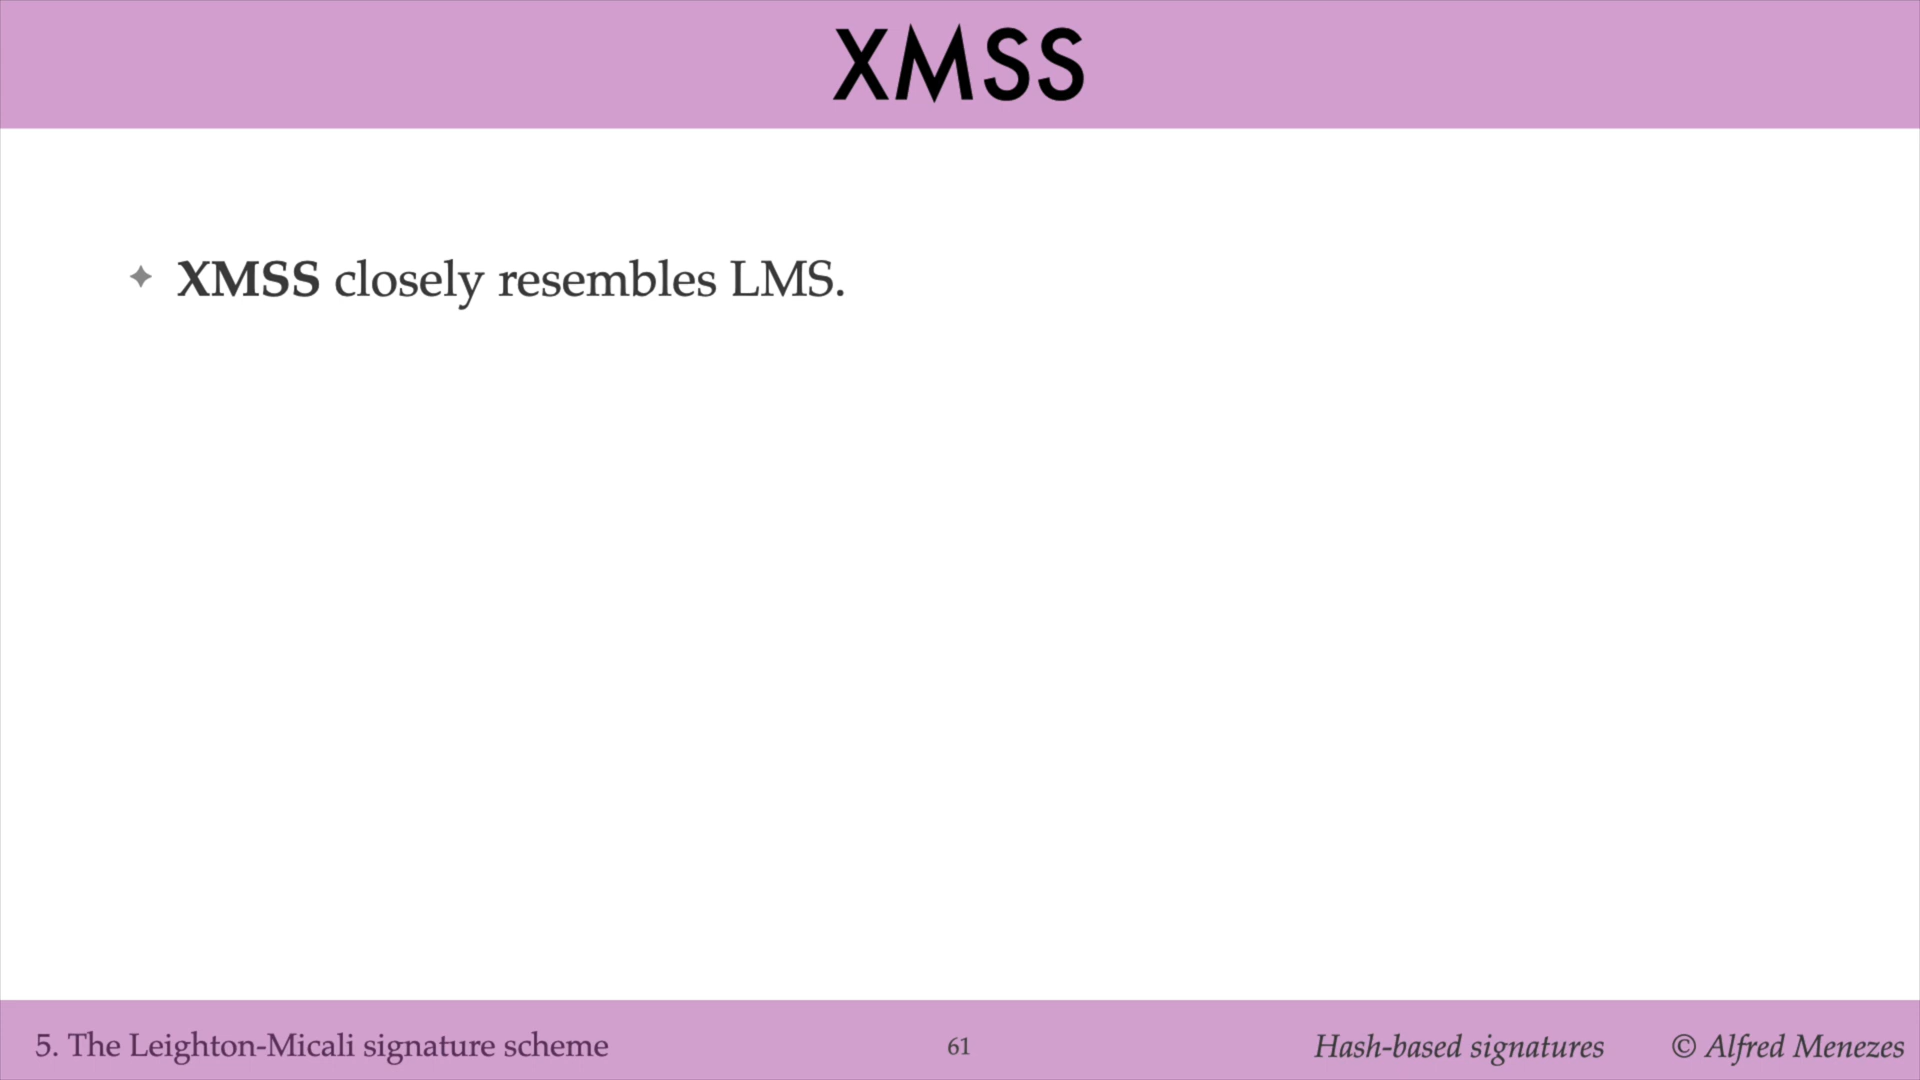 XMSS
✦ XMSS closely resembles LMS.
5. The Leighton-Micali signature scheme 61 Hash-based signatures © Alfred Menezes